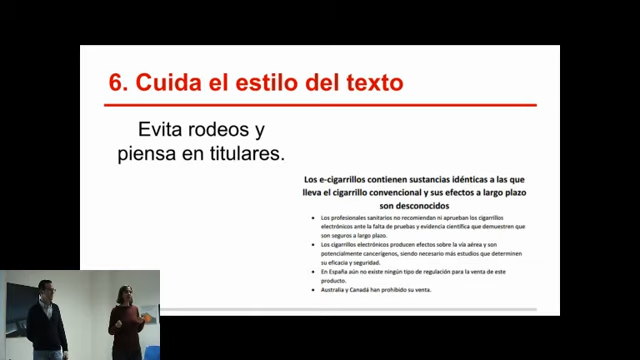 6. Cuida el estilo del texto
Evita rodeos y
piensa en titulares.
Los e-cigarrillos contienen sustancias idénticas a las que
lleva el cigarrillo convencional y sus efectos a largo plazo
son desconocidos
• Los profesionales sanitarios no recomiendan ni aprueban los cigarrillos
electrónicos ante la falta de pruebas y evidencia científica que demuestren que
son seguros a largo plazo.
• Los cigarrillos electrónicos producen efectos sobre la vía aérea y son
potencialmente cancerígenos, siendo necesario más estudios que determinen
su eficacia y seguridad.
• En España aún no existe ningún tipo de regulación para la venta de este
producto.
• Australia y Canadá han prohibido su venta.